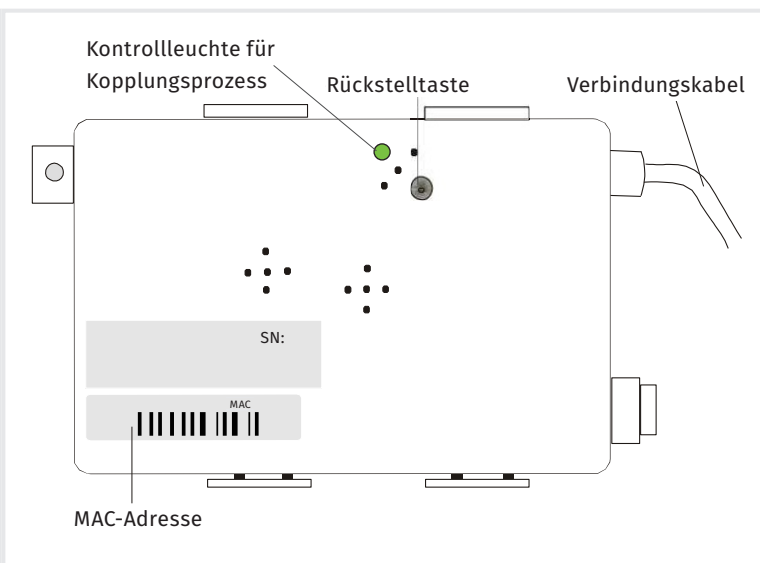 Kontrollleuchte für
Kopplungsprozess
Rückstelltaste
Verbindungskabel
SN:
MAC
MAC-Adresse